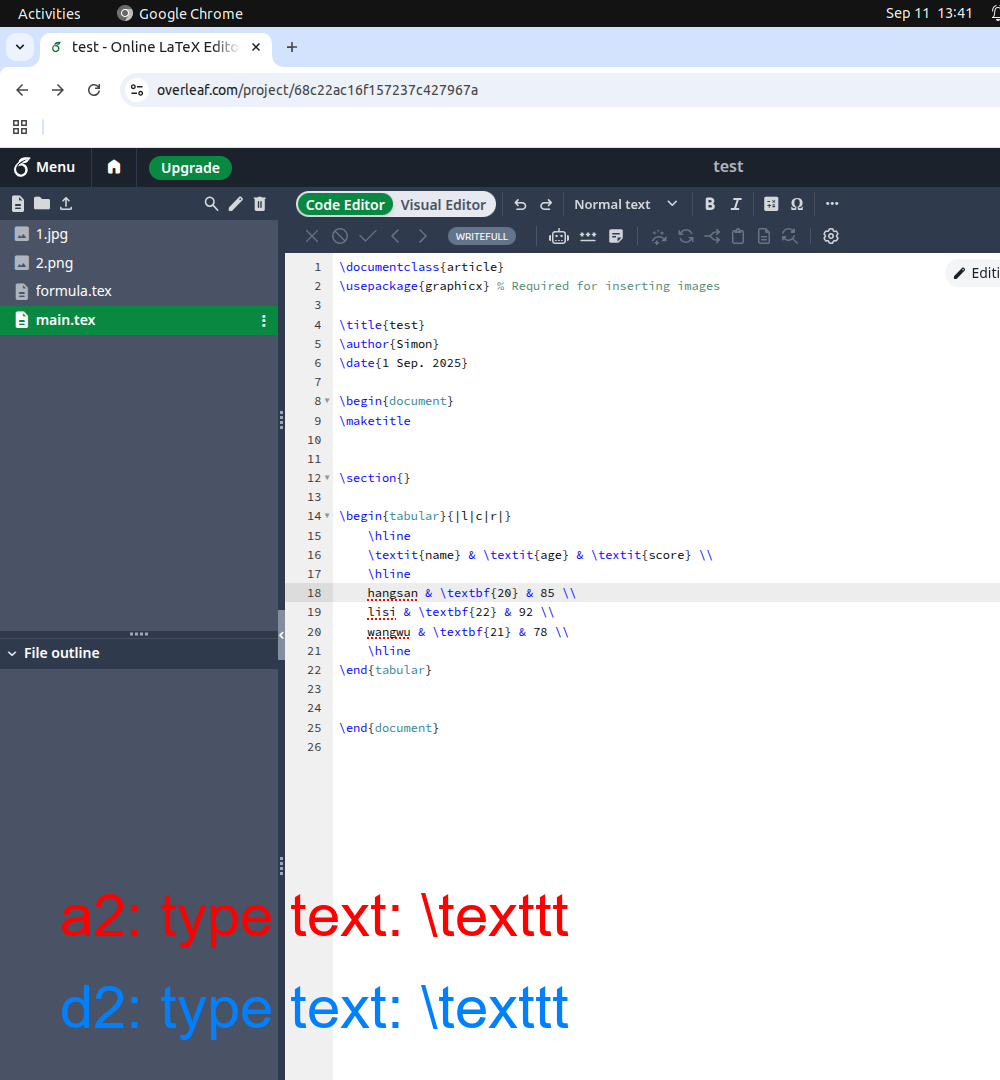 Activities Google Chrome Sep 11 13:41
test - Online LaTeX Edito
overleaf.com/project/68c22ac16f157237c427967a
Menu Upgrade test
Code Editor Visual Editor Normal text B I Ω
WRITEFULL
1.jpg
2.png
formula.tex
main.tex
File outline
Editi
1 \documentclass{article}
2 \usepackage{graphicx} % Required for inserting images
3
4 \title{test}
5 \author{Simon}
6 \date{1 Sep. 2025}
7
8 \begin{document}
9 \maketitle
10
11
12 \section{}
13
14 \begin{tabular}{|l|c|r|}
15 \hline
16 \textit{name} & \textit{age} & \textit{score} \\
17 \hline
18 hangsan & \textbf{20} & 85 \\
19 lisi & \textbf{22} & 92 \\
20 wangwu & \textbf{21} & 78 \\
21 \hline
22 \end{tabular}
23
24
25 \end{document}
26
a2: type text: \texttt
d2: type text: \texttt